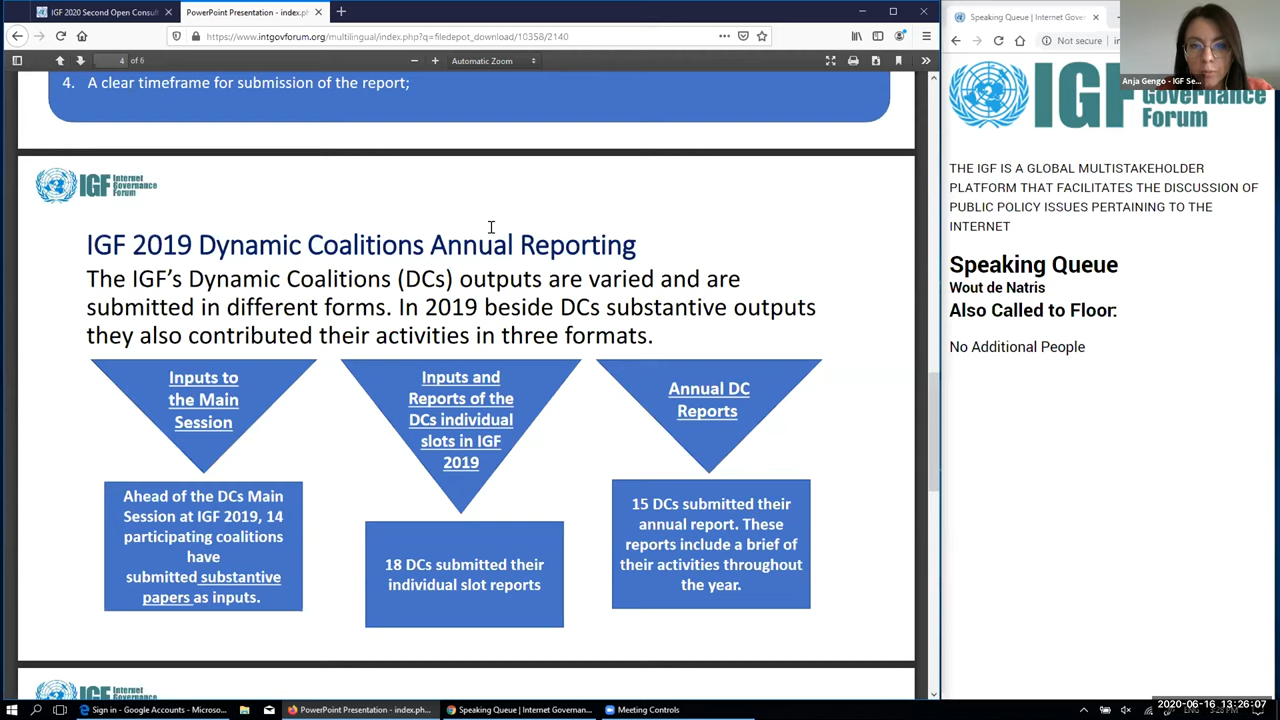 IGF 2020 Second Open Consult
PowerPoint Presentation - index.ph
https://www.intgovforum.org/multilingual/index.php?q=filedepot_download/10358/2140
4 of 6
Automatic Zoom
4. A clear timeframe for submission of the report;
IGF Internet
Governance
Forum
IGF 2019 Dynamic Coalitions Annual Reporting
The IGF's Dynamic Coalitions (DCs) outputs are varied and are
submitted in different forms. In 2019 beside DCs substantive outputs
they also contributed their activities in three formats.
Inputs to
the Main
Session
Ahead of the DCs Main
Session at IGF 2019, 14
participating coalitions
have
submitted substantive
papers as inputs.
Inputs and
Reports of the
DCs individual
slots in IGF
2019
18 DCs submitted their
individual slot reports
Annual DC
Reports
15 DCs submitted their
annual report. These
reports include a brief of
their activities throughout
the year.
IGF Internet
Governance
Speaking Queue | Internet Gover
Not secure
Anja Gengo - IGF Se...
IGF Governance
Forum
THE IGF IS A GLOBAL MULTISTAKEHOLDER
PLATFORM THAT FACILITATES THE DISCUSSION OF
PUBLIC POLICY ISSUES PERTAINING TO THE
INTERNET
Speaking Queue
Wout de Natris
Also Called to Floor:
No Additional People
Sign in - Google Accounts - Microso...
PowerPoint Presentation - index.ph...
Speaking Queue | Internet Governan...
Meeting Controls
2020-06-16 13:26:07